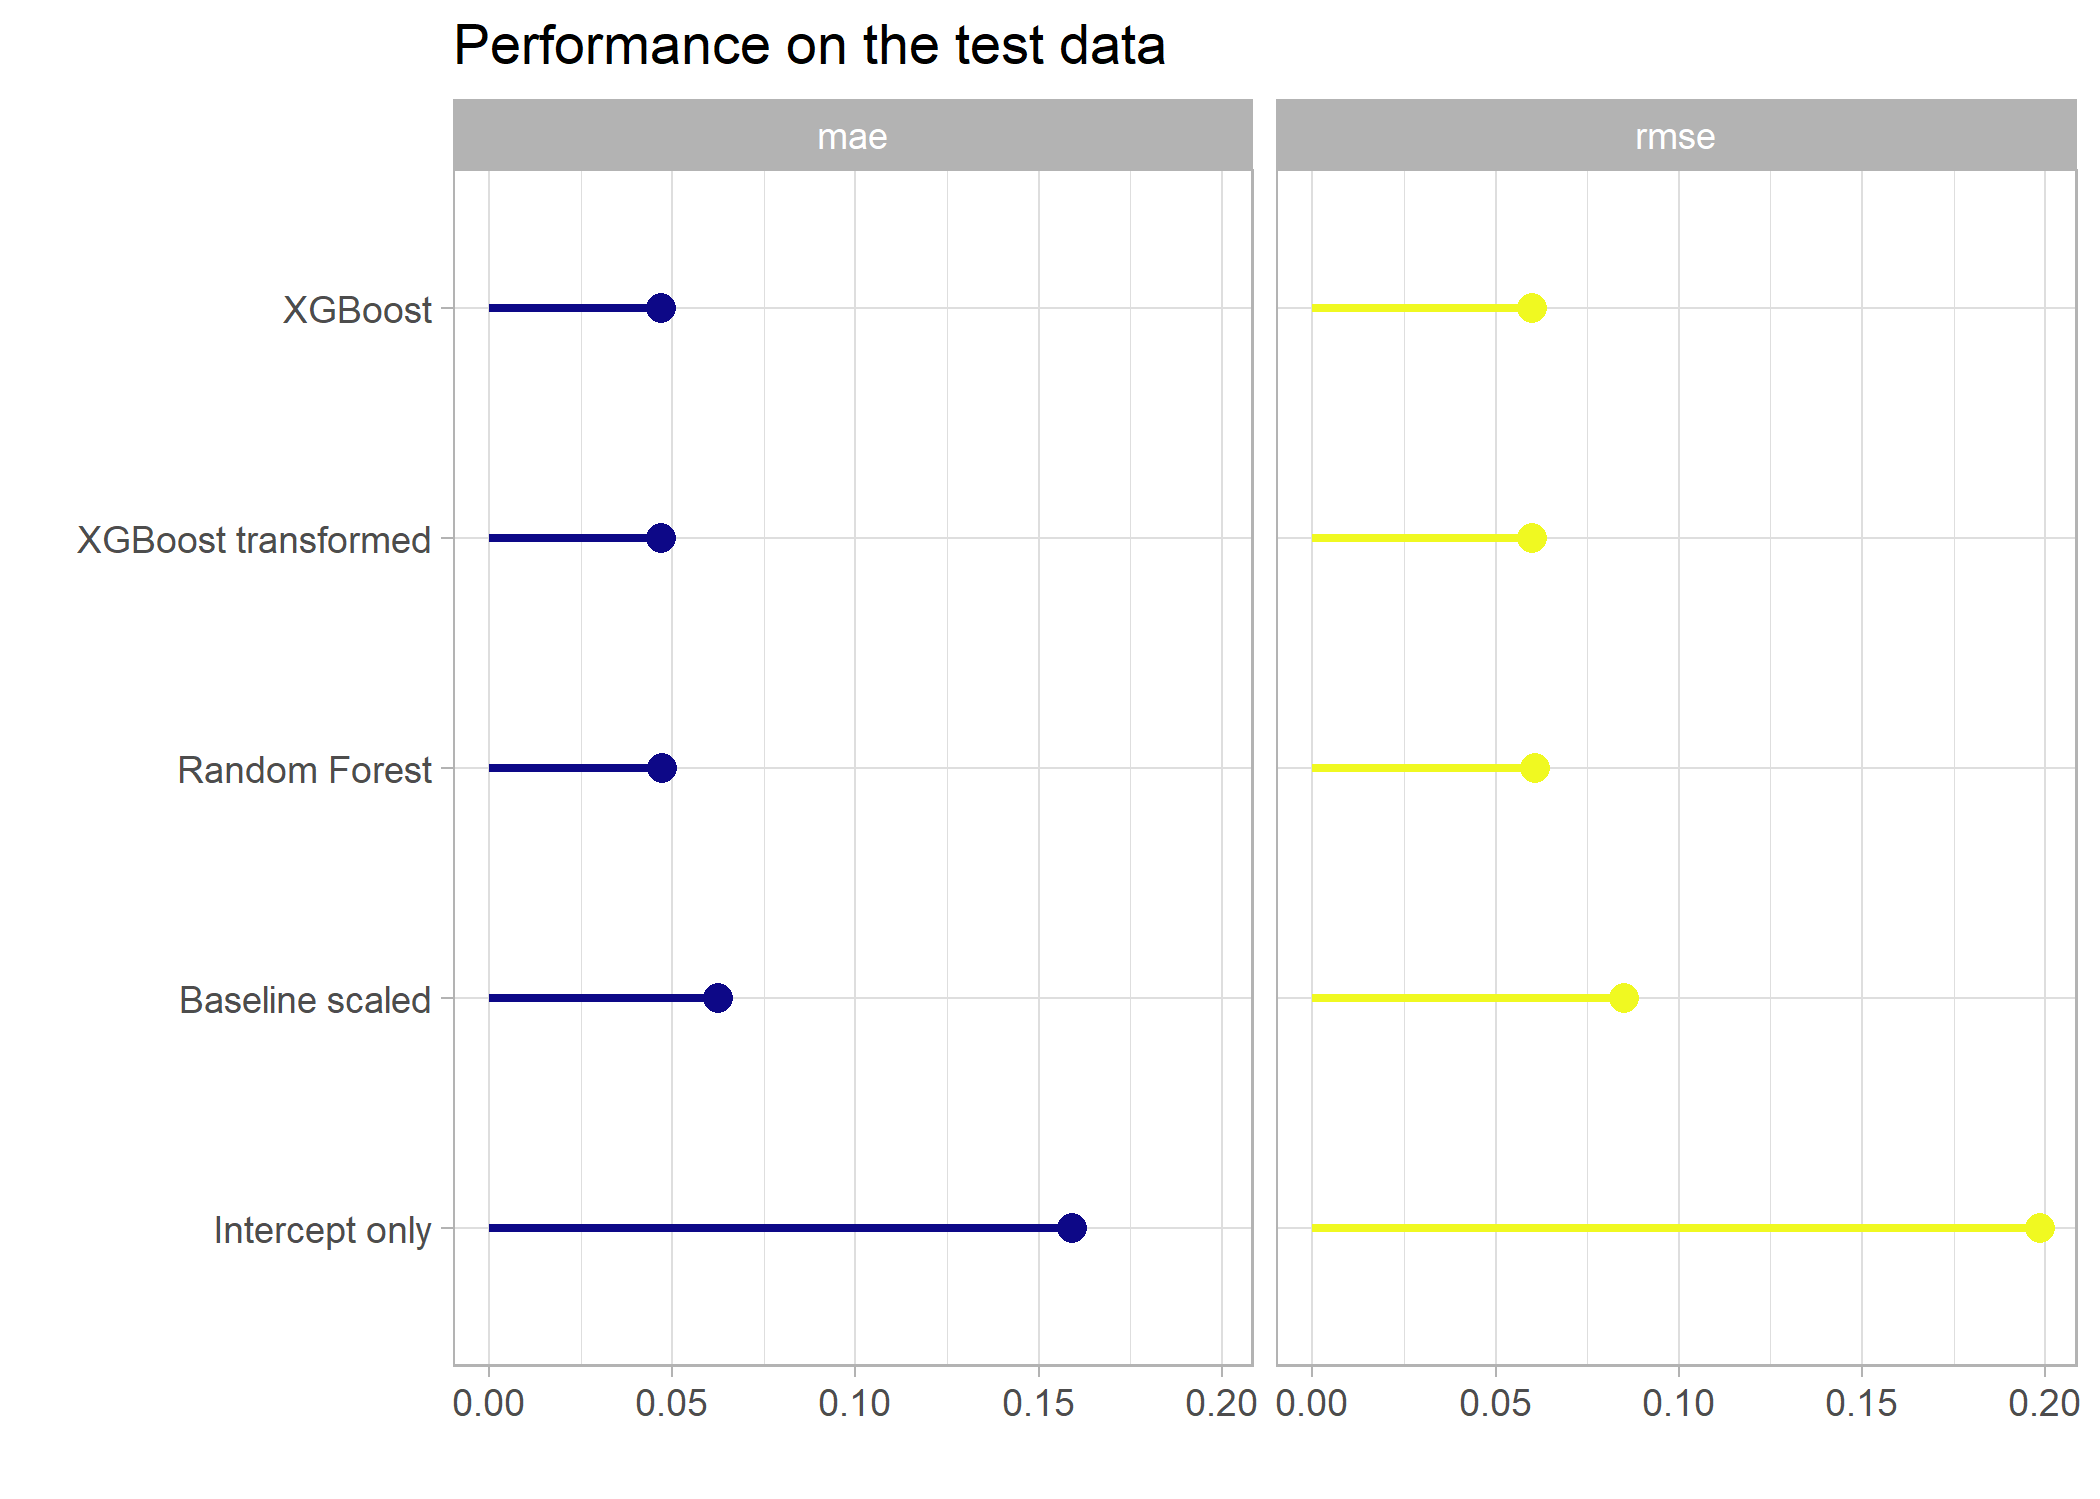 Performance on the test data
mae
rmse
XGBoost
XGBoost transformed
Random Forest
Baseline scaled
Intercept only
0.00 0.05 0.10 0.15 0.20
0.00 0.05 0.10 0.15 0.20